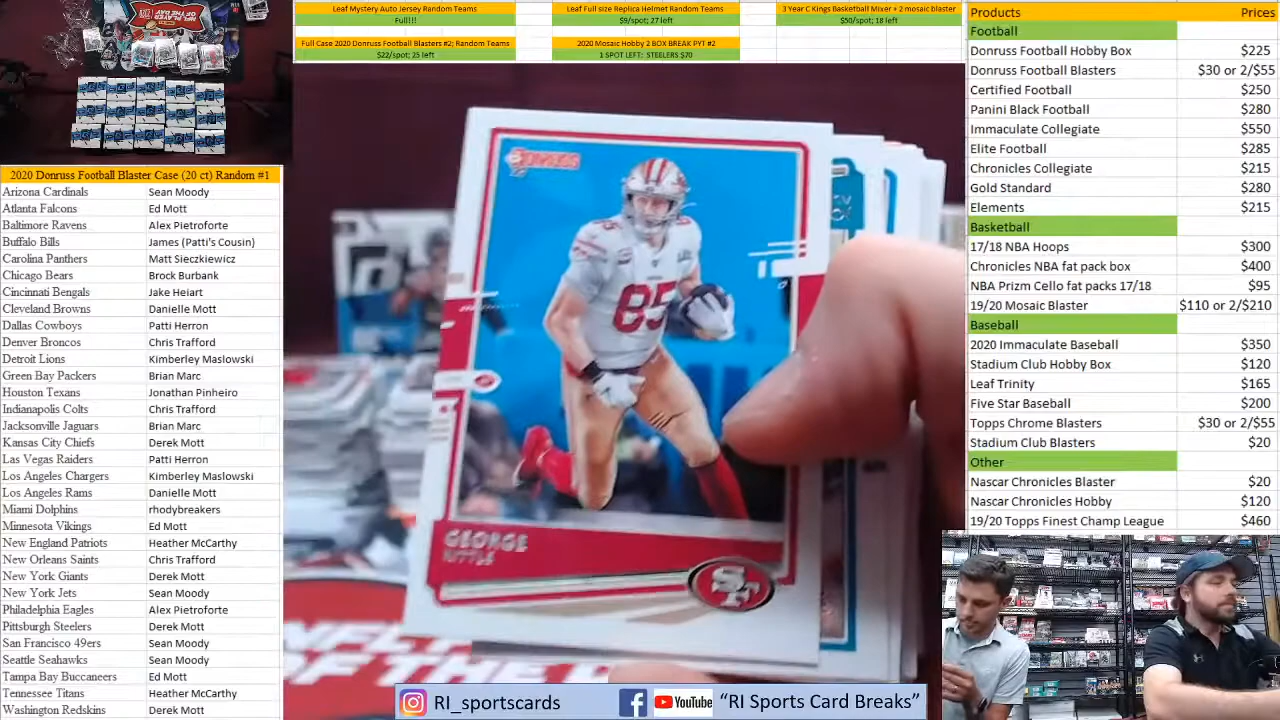 Leaf Mystery Auto Jersey Random Teams
Full!!!
Leaf Full size Replica Helmet Random Teams
$9/spot; 27 left
3 Year C Kings Basketball Mixer + 2 mosaic blaster
$50/spot; 18 left
Full Case 2020 Donruss Football Blasters #2; Random Teams
$22/spot; 25 left
2020 Mosaic Hobby 2 BOX BREAK PYT #2
1 SPOT LEFT: STEELERS $70
Products Prices
Football
Donruss Football Hobby Box $225
Donruss Football Blasters $30 or 2/$55
Certified Football $250
Panini Black Football $280
Immaculate Collegiate $550
Elite Football $285
Chronicles Collegiate $215
Gold Standard $280
Elements $215
Basketball
17/18 NBA Hoops $300
Chronicles NBA fat pack box $400
NBA Prizm Cello fat packs 17/18 $95
19/20 Mosaic Blaster $110 or 2/$210
Baseball
2020 Immaculate Baseball $350
Stadium Club Hobby Box $120
Leaf Trinity $165
Five Star Baseball $200
Topps Chrome Blasters $30 or 2/$55
Stadium Club Blasters $20
Other
Nascar Chronicles Blaster $20
Nascar Chronicles Hobby $120
19/20 Topps Finest Champ League $460
2020 Donruss Football Blaster Case (20 ct) Random #1
Arizona Cardinals Sean Moody
Atlanta Falcons Ed Mott
Baltimore Ravens Alex Pietroforte
Buffalo Bills James (Patti's Cousin)
Carolina Panthers Matt Sieczkiewicz
Chicago Bears Brock Burbank
Cincinnati Bengals Jake Heiart
Cleveland Browns Danielle Mott
Dallas Cowboys Patti Herron
Denver Broncos Chris Trafford
Detroit Lions Kimberley Maslowski
Green Bay Packers Brian Marc
Houston Texans Jonathan Pinheiro
Indianapolis Colts Chris Trafford
Jacksonville Jaguars Brian Marc
Kansas City Chiefs Derek Mott
Las Vegas Raiders Patti Herron
Los Angeles Chargers Kimberley Maslowski
Los Angeles Rams Danielle Mott
Miami Dolphins rhodybreakers
Minnesota Vikings Ed Mott
New England Patriots Heather McCarthy
New Orleans Saints Chris Trafford
New York Giants Derek Mott
New York Jets Sean Moody
Philadelphia Eagles Alex Pietroforte
Pittsburgh Steelers Derek Mott
San Francisco 49ers Sean Moody
Seattle Seahawks Sean Moody
Tampa Bay Buccaneers Ed Mott
Tennessee Titans Heather McCarthy
Washington Redskins Derek Mott
DONRUSS
85
85
GEORGE
KITTLE
SF
RI_sportscards
YouTube
"RI Sports Card Breaks"